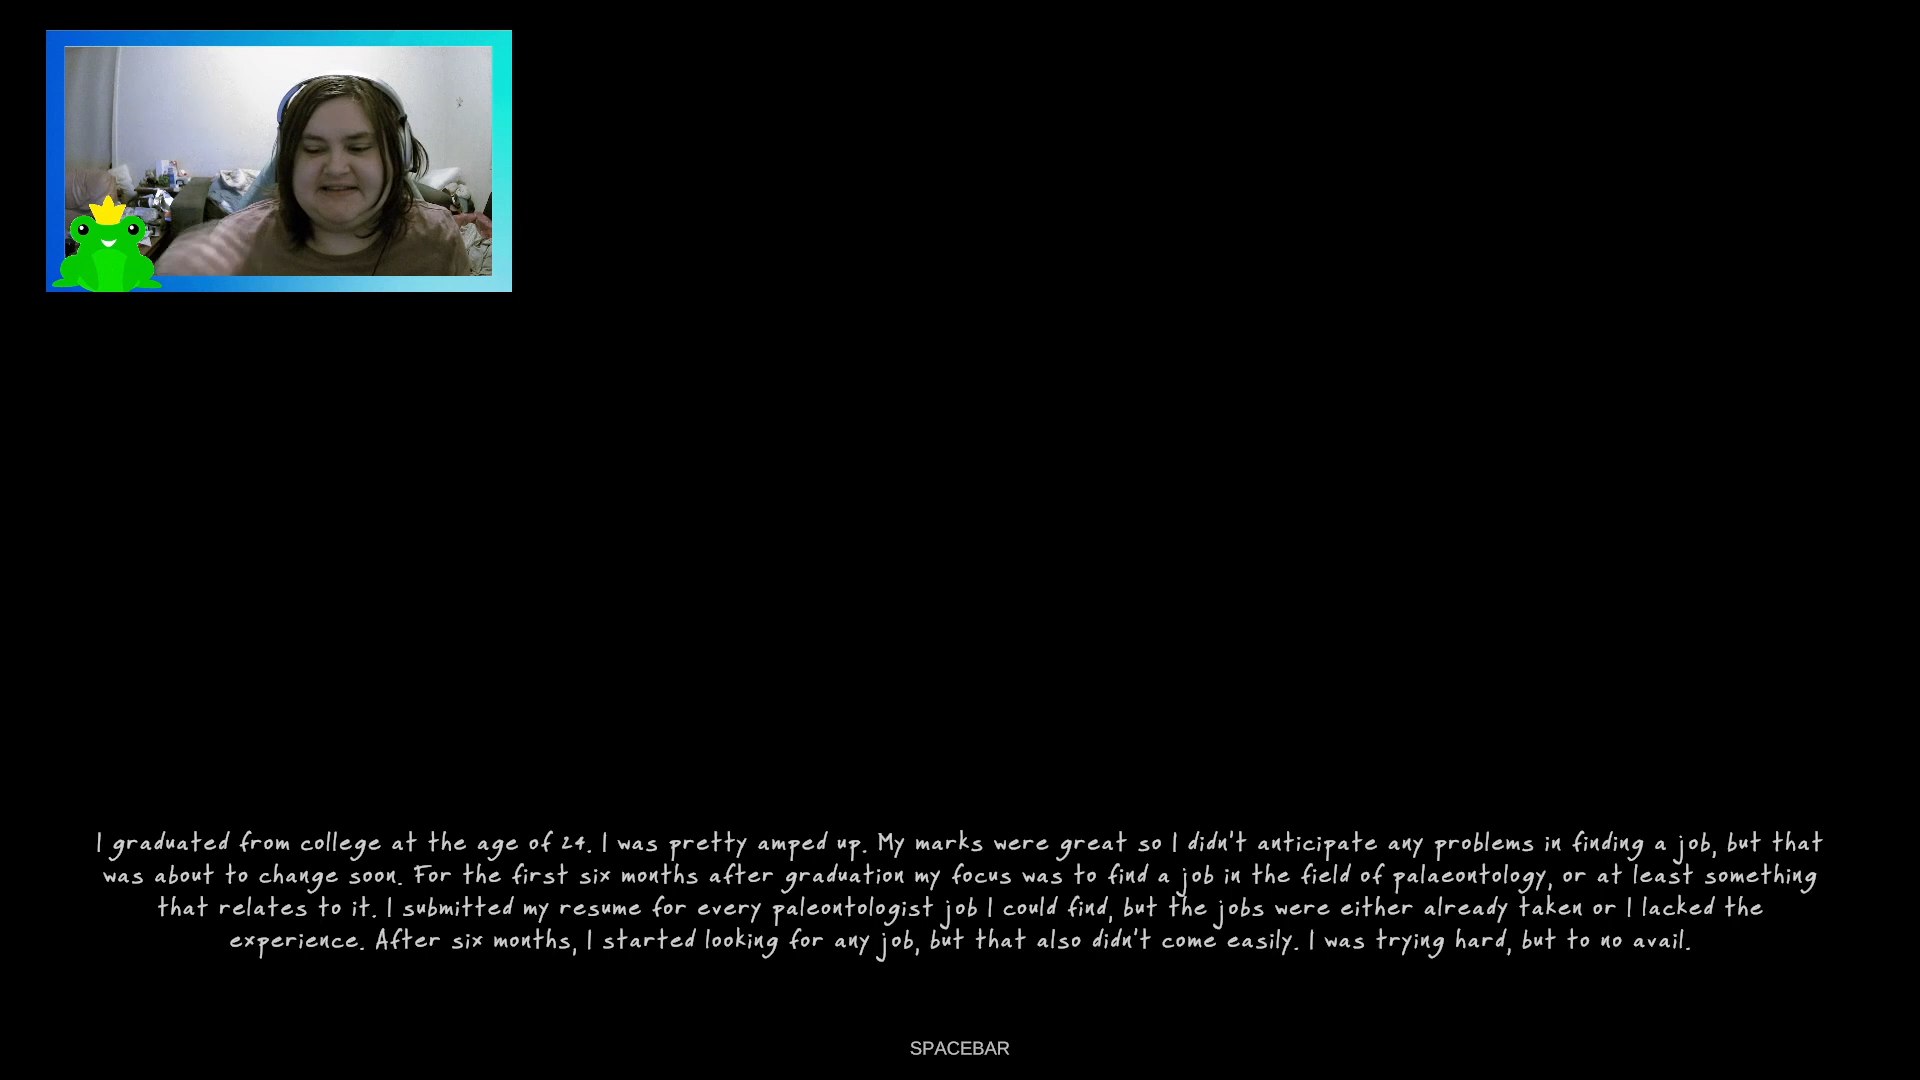 I graduated from college at the age of 24. I was pretty amped up. My marks were great so I didn't anticipate any problems in finding a job, but that
was about to change soon. For the first six months after graduation my focus was to find a job in the field of palaeontology, or at least something
that relates to it. I submitted my resume for every paleontologist job I could find, but the jobs were either already taken or I lacked the
experience. After six months, I started looking for any job, but that also didn't come easily. I was trying hard, but to no avail.
SPACEBAR